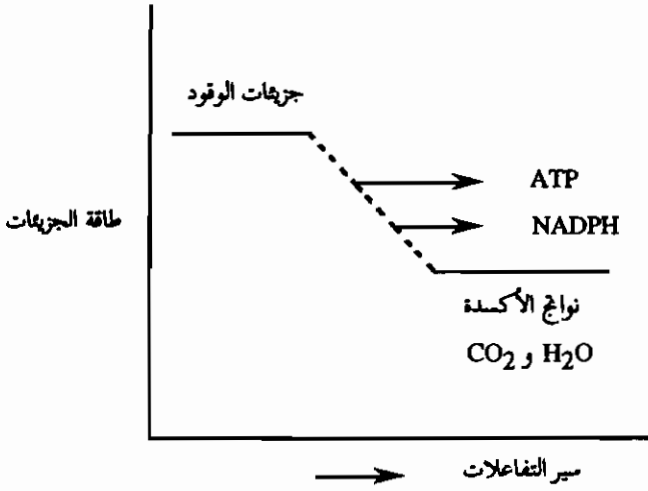 جزيئات الوقود
ATP
طاقة الجزيئات
NADPH
نواتج الأكسدة
CO2 و H2O
سير التفاعلات